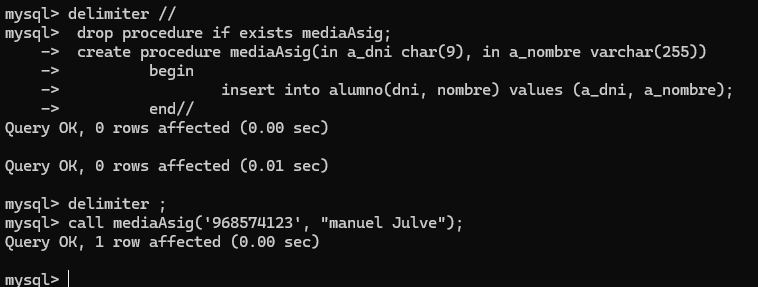 mysql> delimiter //
mysql>  drop procedure if exists mediaAsig;
    ->  create procedure mediaAsig(in a_dni char(9), in a_nombre varchar(255))
    ->         begin
    ->                 insert into alumno(dni, nombre) values (a_dni, a_nombre);
    ->         end//
Query OK, 0 rows affected (0.00 sec)

Query OK, 0 rows affected (0.01 sec)

mysql> delimiter ;
mysql> call mediaAsig('968574123', "manuel Julve");
Query OK, 1 row affected (0.00 sec)

mysql>